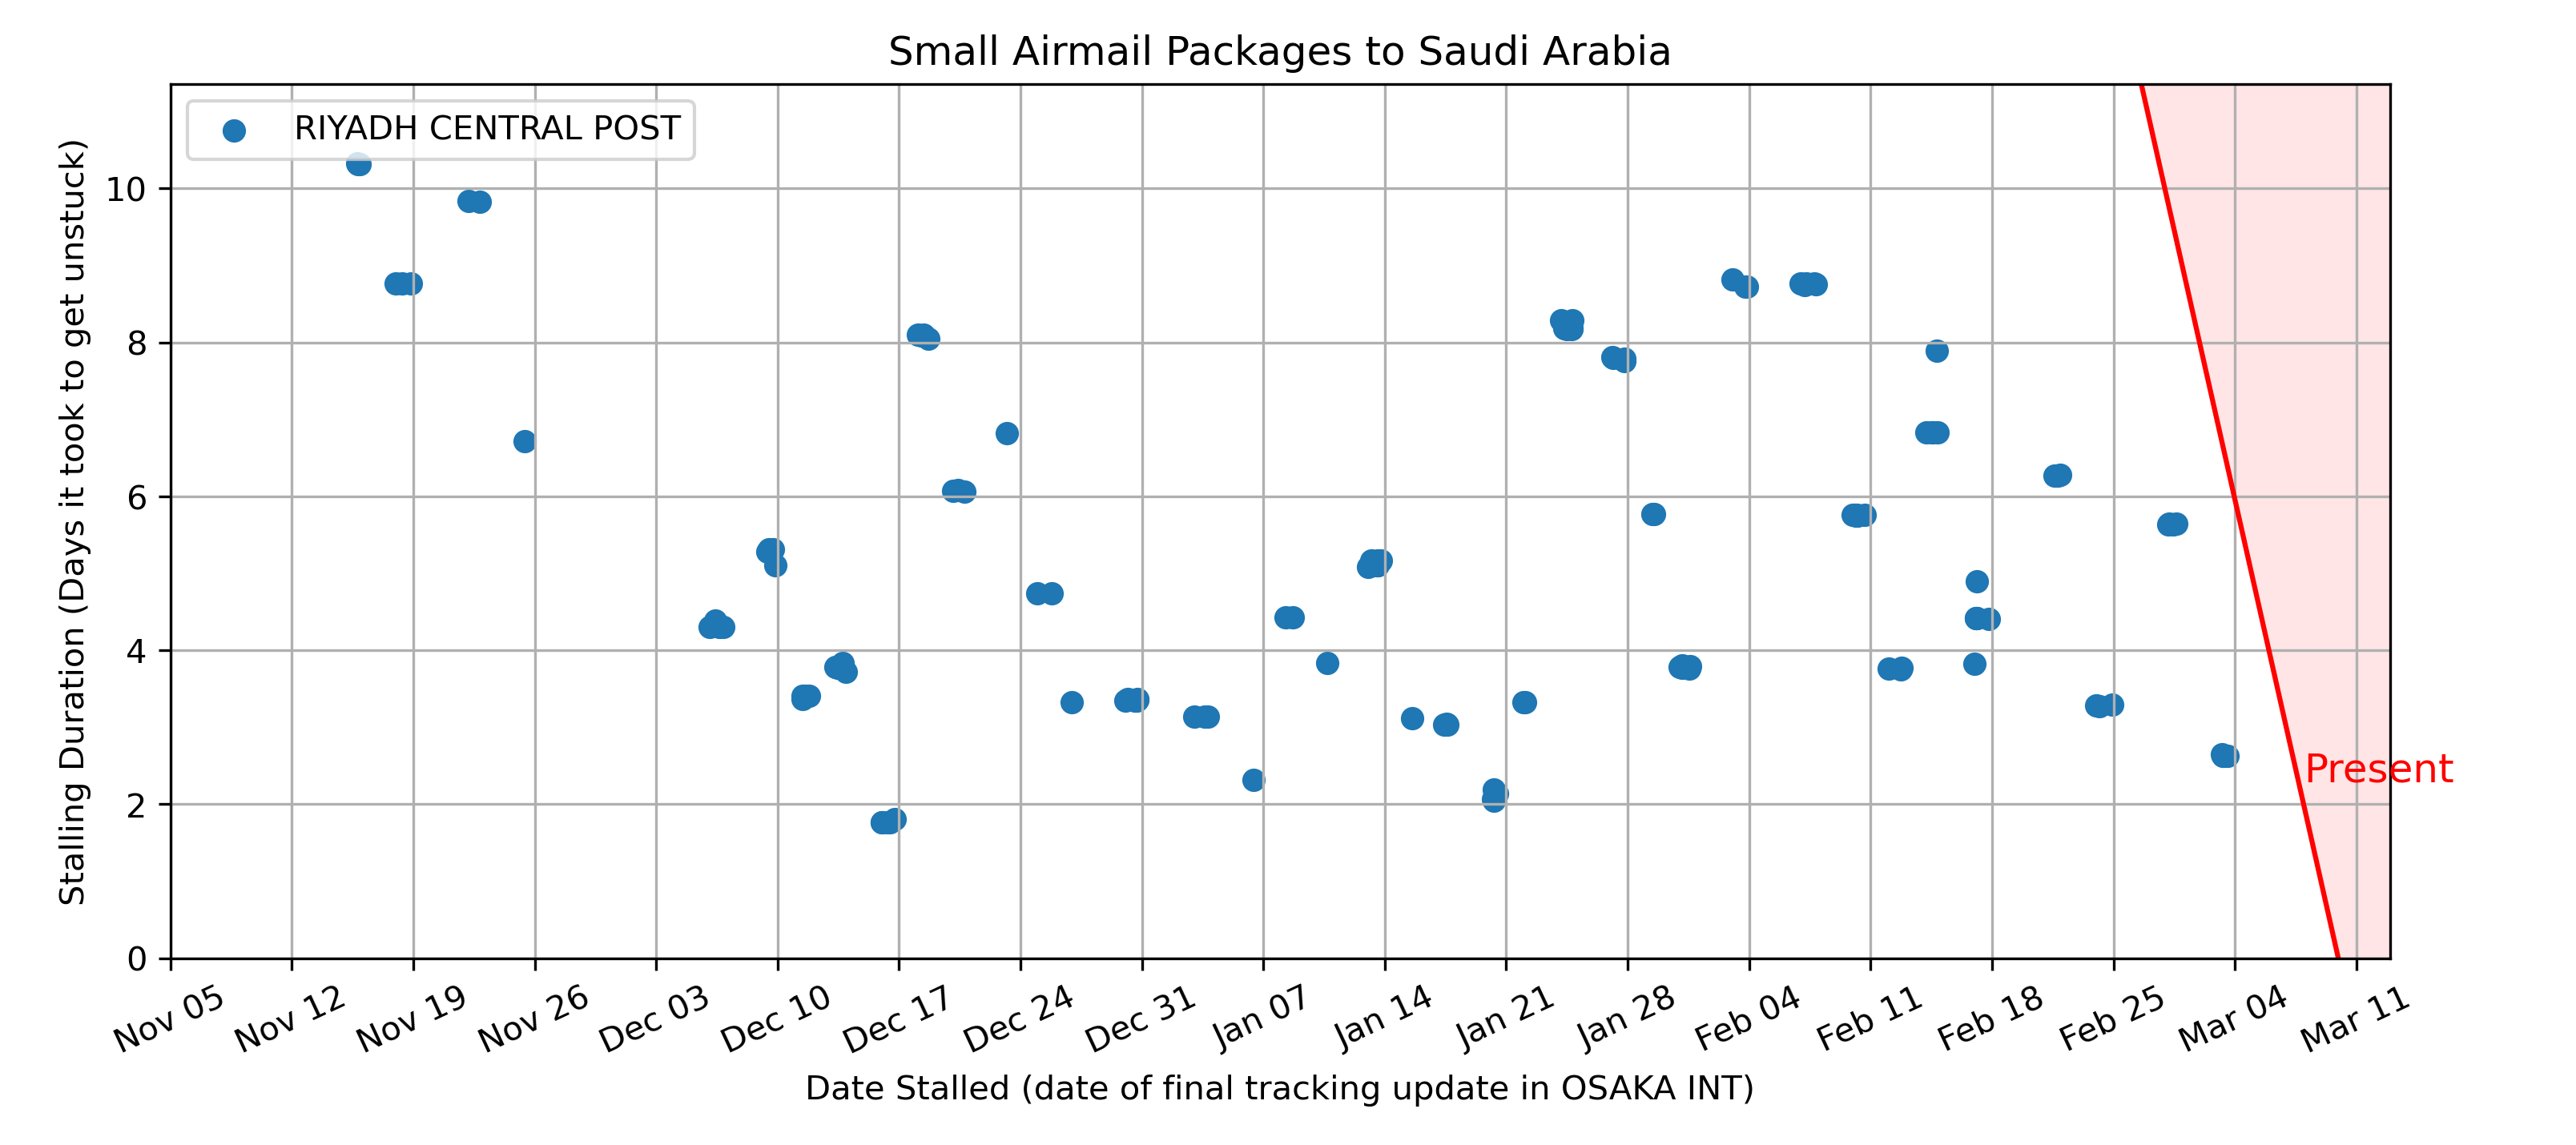 Small Airmail Packages to Saudi Arabia
RIYADH CENTRAL POST
Stalling Duration (Days it took to get unstuck)
10
8
6
4
2
0
Present
Nov 05
Nov 12
Nov 19
Nov 26
Dec 03
Dec 10
Dec 17
Dec 24
Dec 31
Jan 07
Jan 14
Jan 21
Jan 28
Feb 04
Feb 11
Feb 18
Feb 25
Mar 04
Mar 11
Date Stalled (date of final tracking update in OSAKA INT)